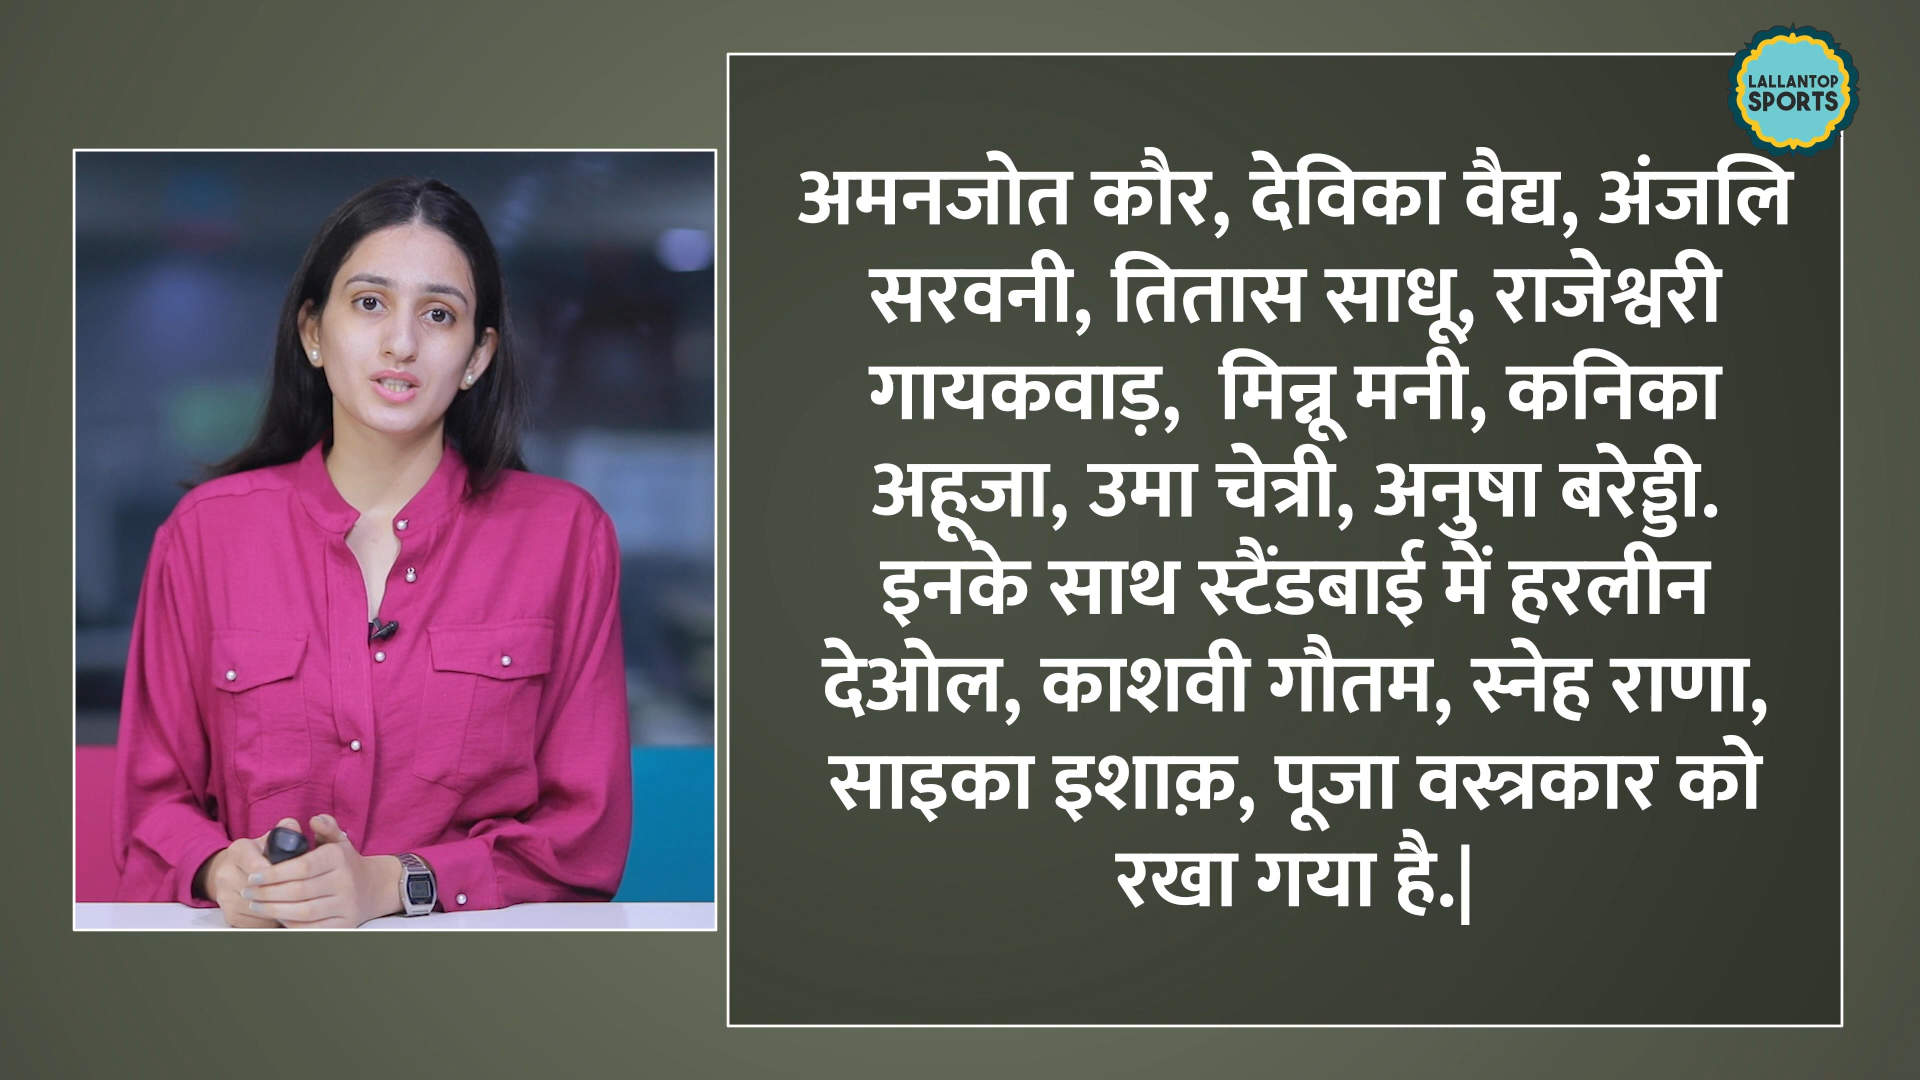 LALLANTOP
SPORTS
अमनजोत कौर, देविका वैद्य, अंजलि
सरवनी, तितास साधू, राजेश्वरी
गायकवाड़, मिन्नू मनी, कनिका
अहूजा, उमा चेत्री, अनुषा बरेड्डी.
इनके साथ स्टैंडबाई में हरलीन
देओल, काशवी गौतम, स्नेह राणा,
साइका इशाक़, पूजा वस्त्रकार को
रखा गया है.|